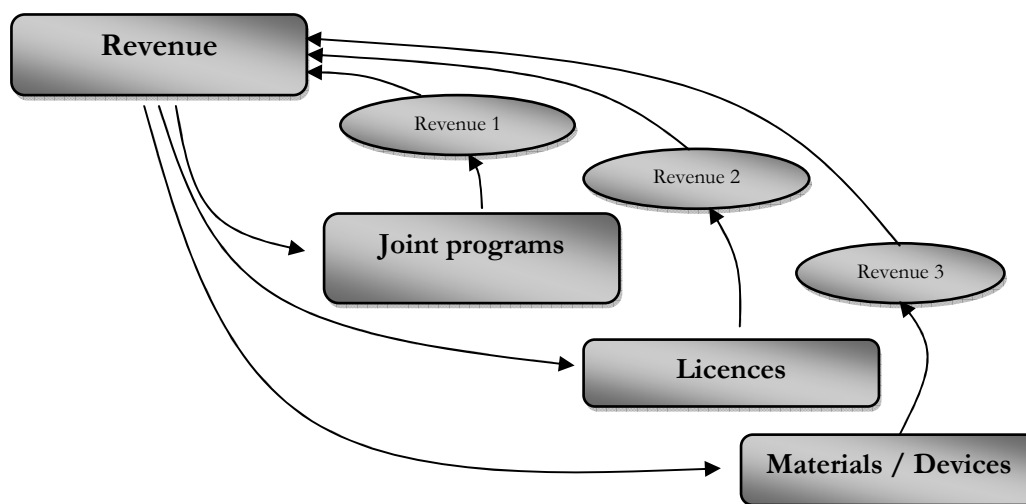 Revenue
Revenue 1
Revenue 2
Joint programs
Revenue 3
Licences
Materials / Devices